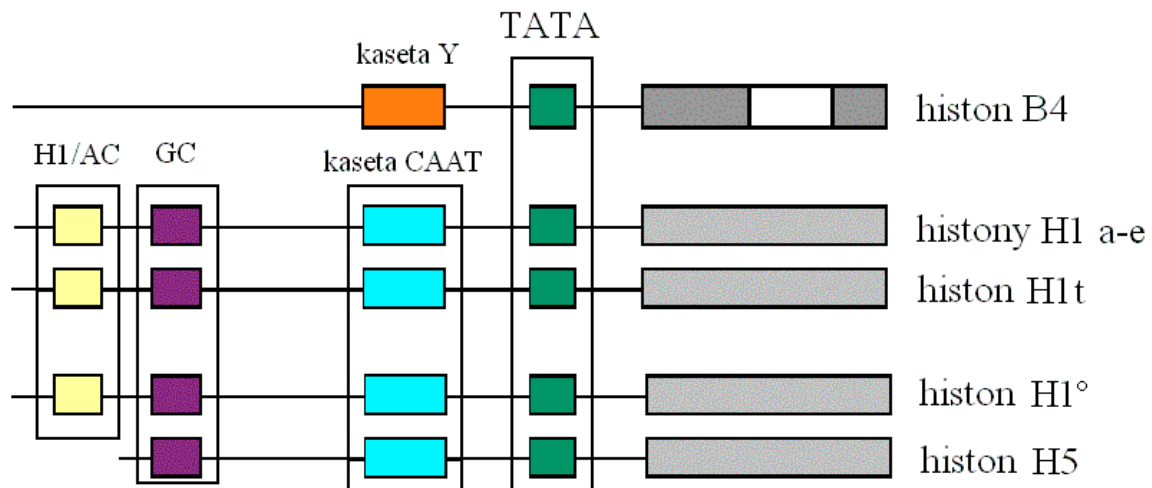 TATA
kaseta Y
histon B4
H1/AC GC kaseta CAAT
histony H1 a-e
histon H1t
histon H1°
histon H5